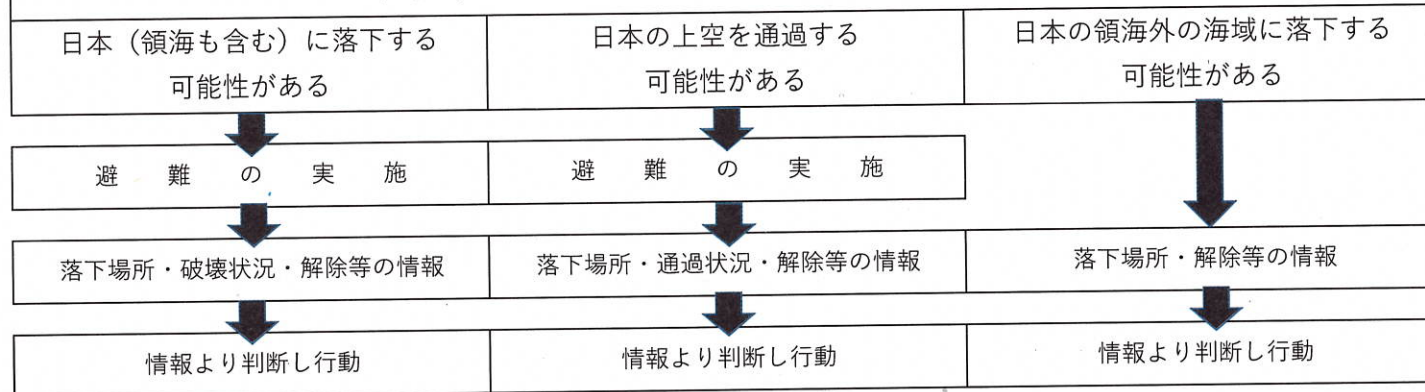 日本（領海も含む）に落下する
可能性がある
日本の上空を通過する
可能性がある
日本の領海外の海域に落下する
可能性がある
避難の実施
避難の実施
落下場所・破壊状況・解除等の情報
落下場所・通過状況・解除等の情報
落下場所・解除等の情報
情報より判断し行動
情報より判断し行動
情報より判断し行動